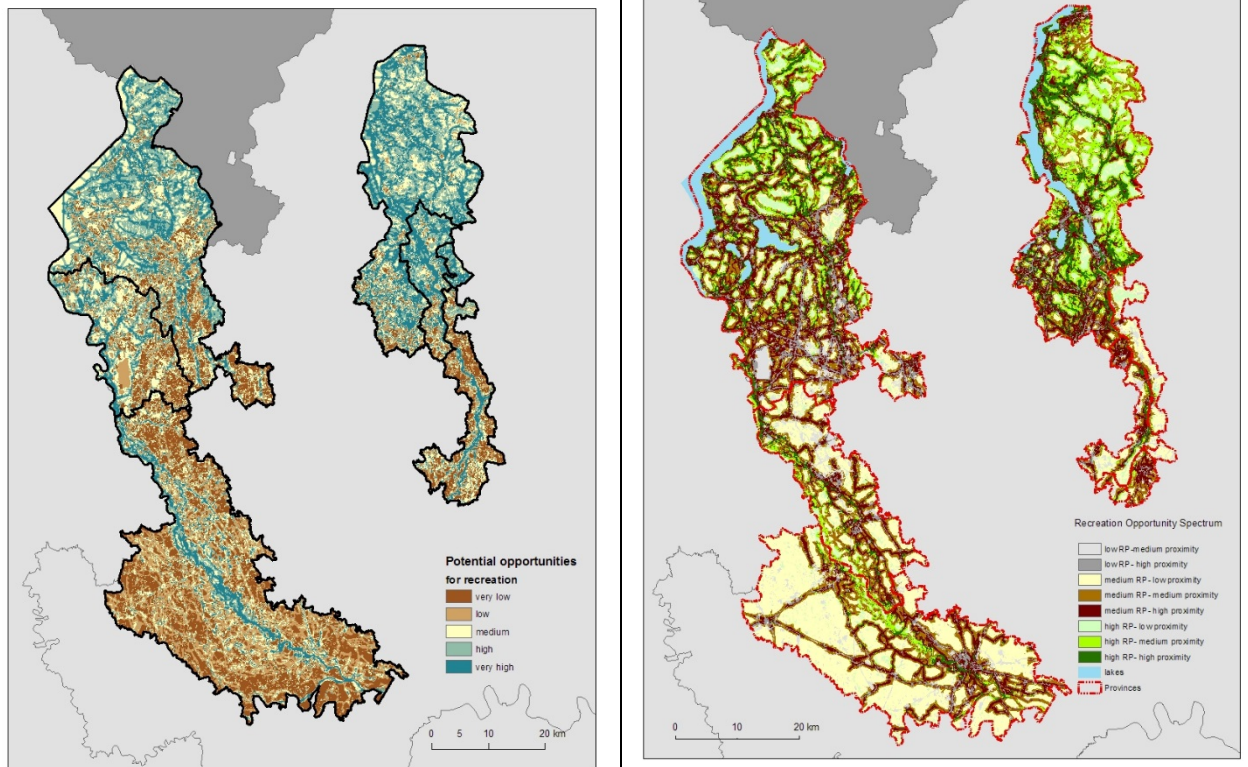 Potential opportunities
for recreation
very low
low
medium
high
very high
0 5 10 20 km
Recreation Opportunity Spectrum
low RP-medium proximity
low RP- high proximity
medium RP- low proximity
medium RP- medium proximity
medium RP- high proximity
high RP- low proximity
high RP- medium proximity
high RP- high proximity
lakes
Provinces
0 10 20 km